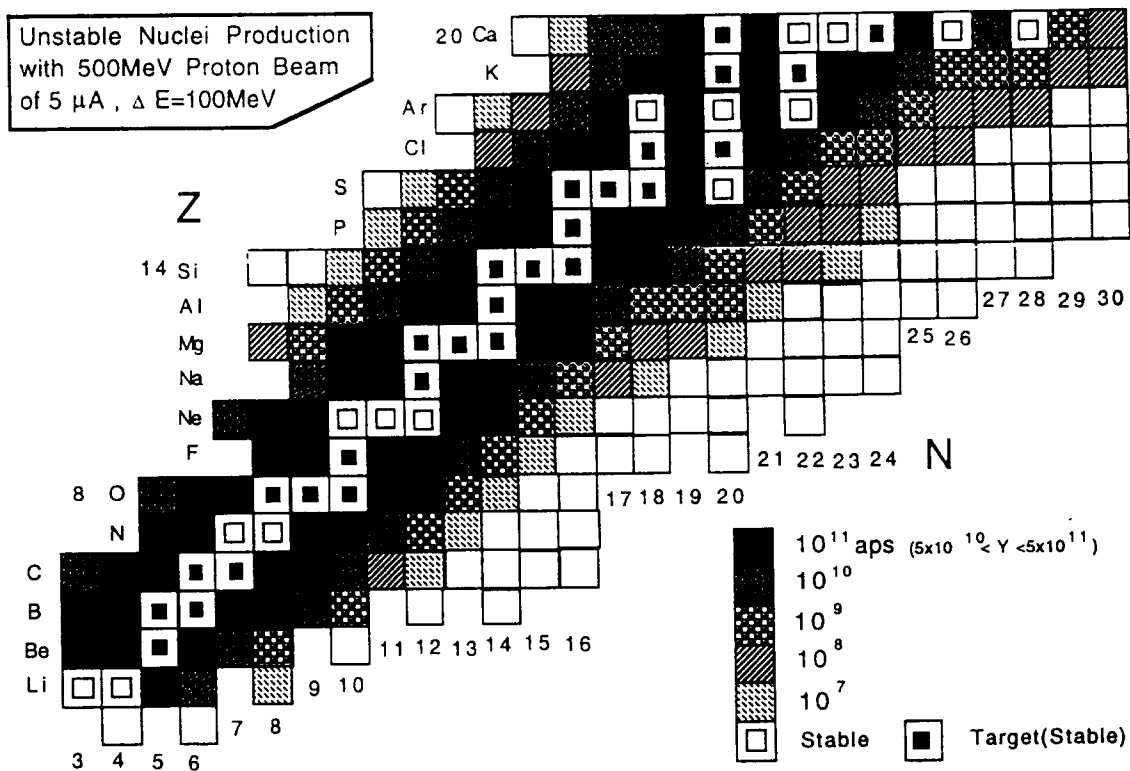 Unstable Nuclei Production
with 500MeV Proton Beam
of 5 μA , Δ E=100MeV
20 Ca
K
Ar
Cl
S
Z
P
14 Si
Al
27 28 29 30
Mg
25 26
Na
Ne
F
21 22 23 24 N
8 O
17 18 19 20
N
10¹¹ aps (5x10¹⁰< Y <5x10¹¹)
C
10¹⁰
B
10⁹
11 12 13 14 15 16
Be
10⁸
Li
9 10
10⁷
7 8
Stable
Target(Stable)
3 4 5 6